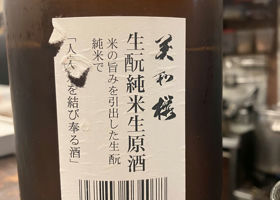 美和桜
生酛純米生原酒
米の旨みを引出した生酛
純米で
「人
を結び奉る酒」